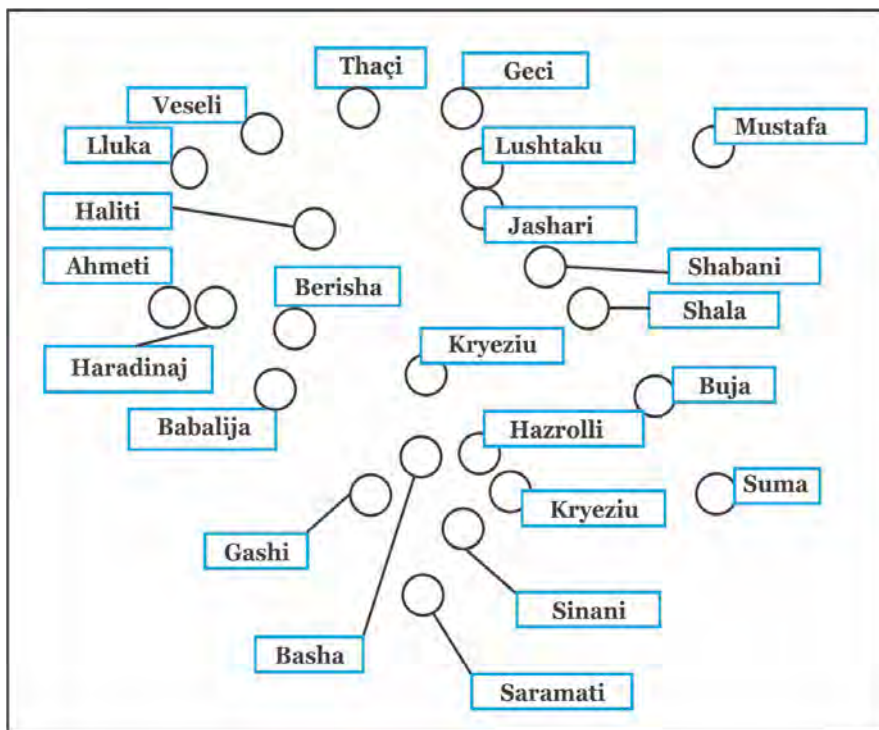 Thaçi
Geci
Veseli
Mustafa
Lluka
Lushtaku
Haliti
Jashari
Ahmeti
Shabani
Berisha
Shala
Kryeziu
Haradinaj
Buja
Babalija
Hazrolli
Suma
Kryeziu
Gashi
Sinani
Basha
Saramati